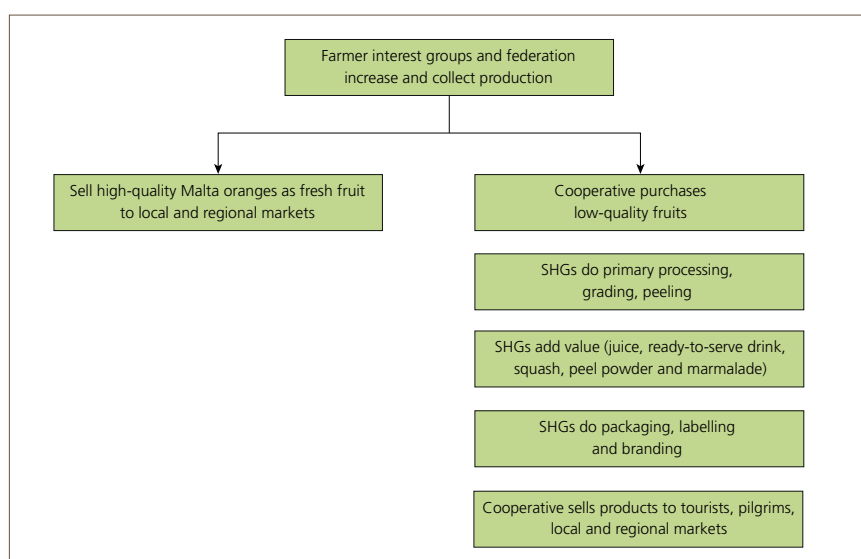 Farmer interest groups and federation
increase and collect production
Sell high-quality Malta oranges as fresh fruit
to local and regional markets
Cooperative purchases
low-quality fruits
SHGs do primary processing,
grading, peeling
SHGs add value (juice, ready-to-serve drink,
squash, peel powder and marmalade)
SHGs do packaging, labelling
and branding
Cooperative sells products to tourists, pilgrims,
local and regional markets